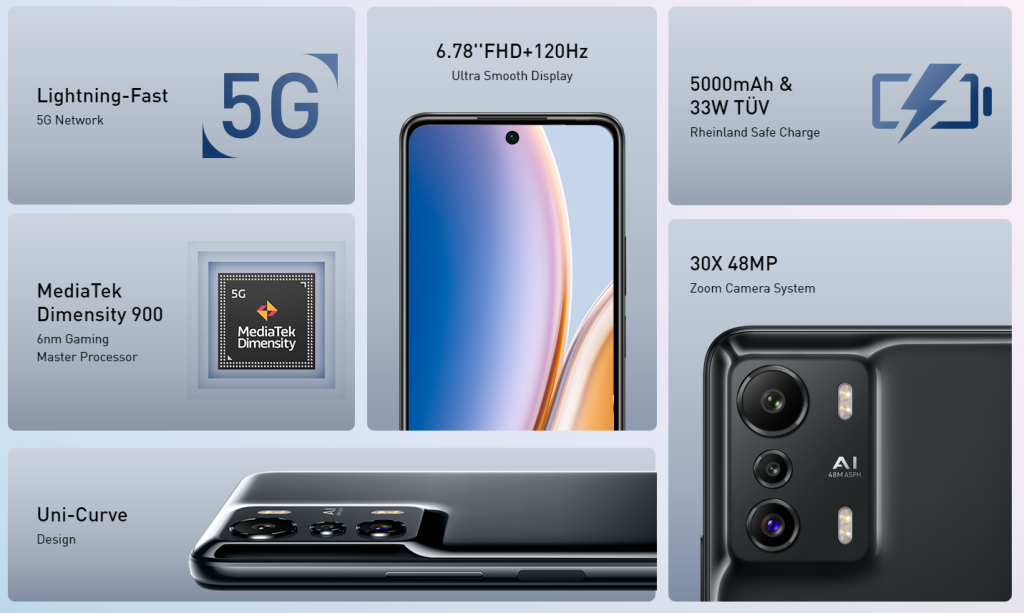 Lightning-Fast
5G Network
5G
6.78''FHD+120Hz
Ultra Smooth Display
5000mAh &
33W TÜV
Rheinland Safe Charge
MediaTek
Dimensity 900
6nm Gaming
Master Processor
5G
MediaTek
Dimensity
30X 48MP
Zoom Camera System
AI
48M ASPH
Uni-Curve
Design
AI